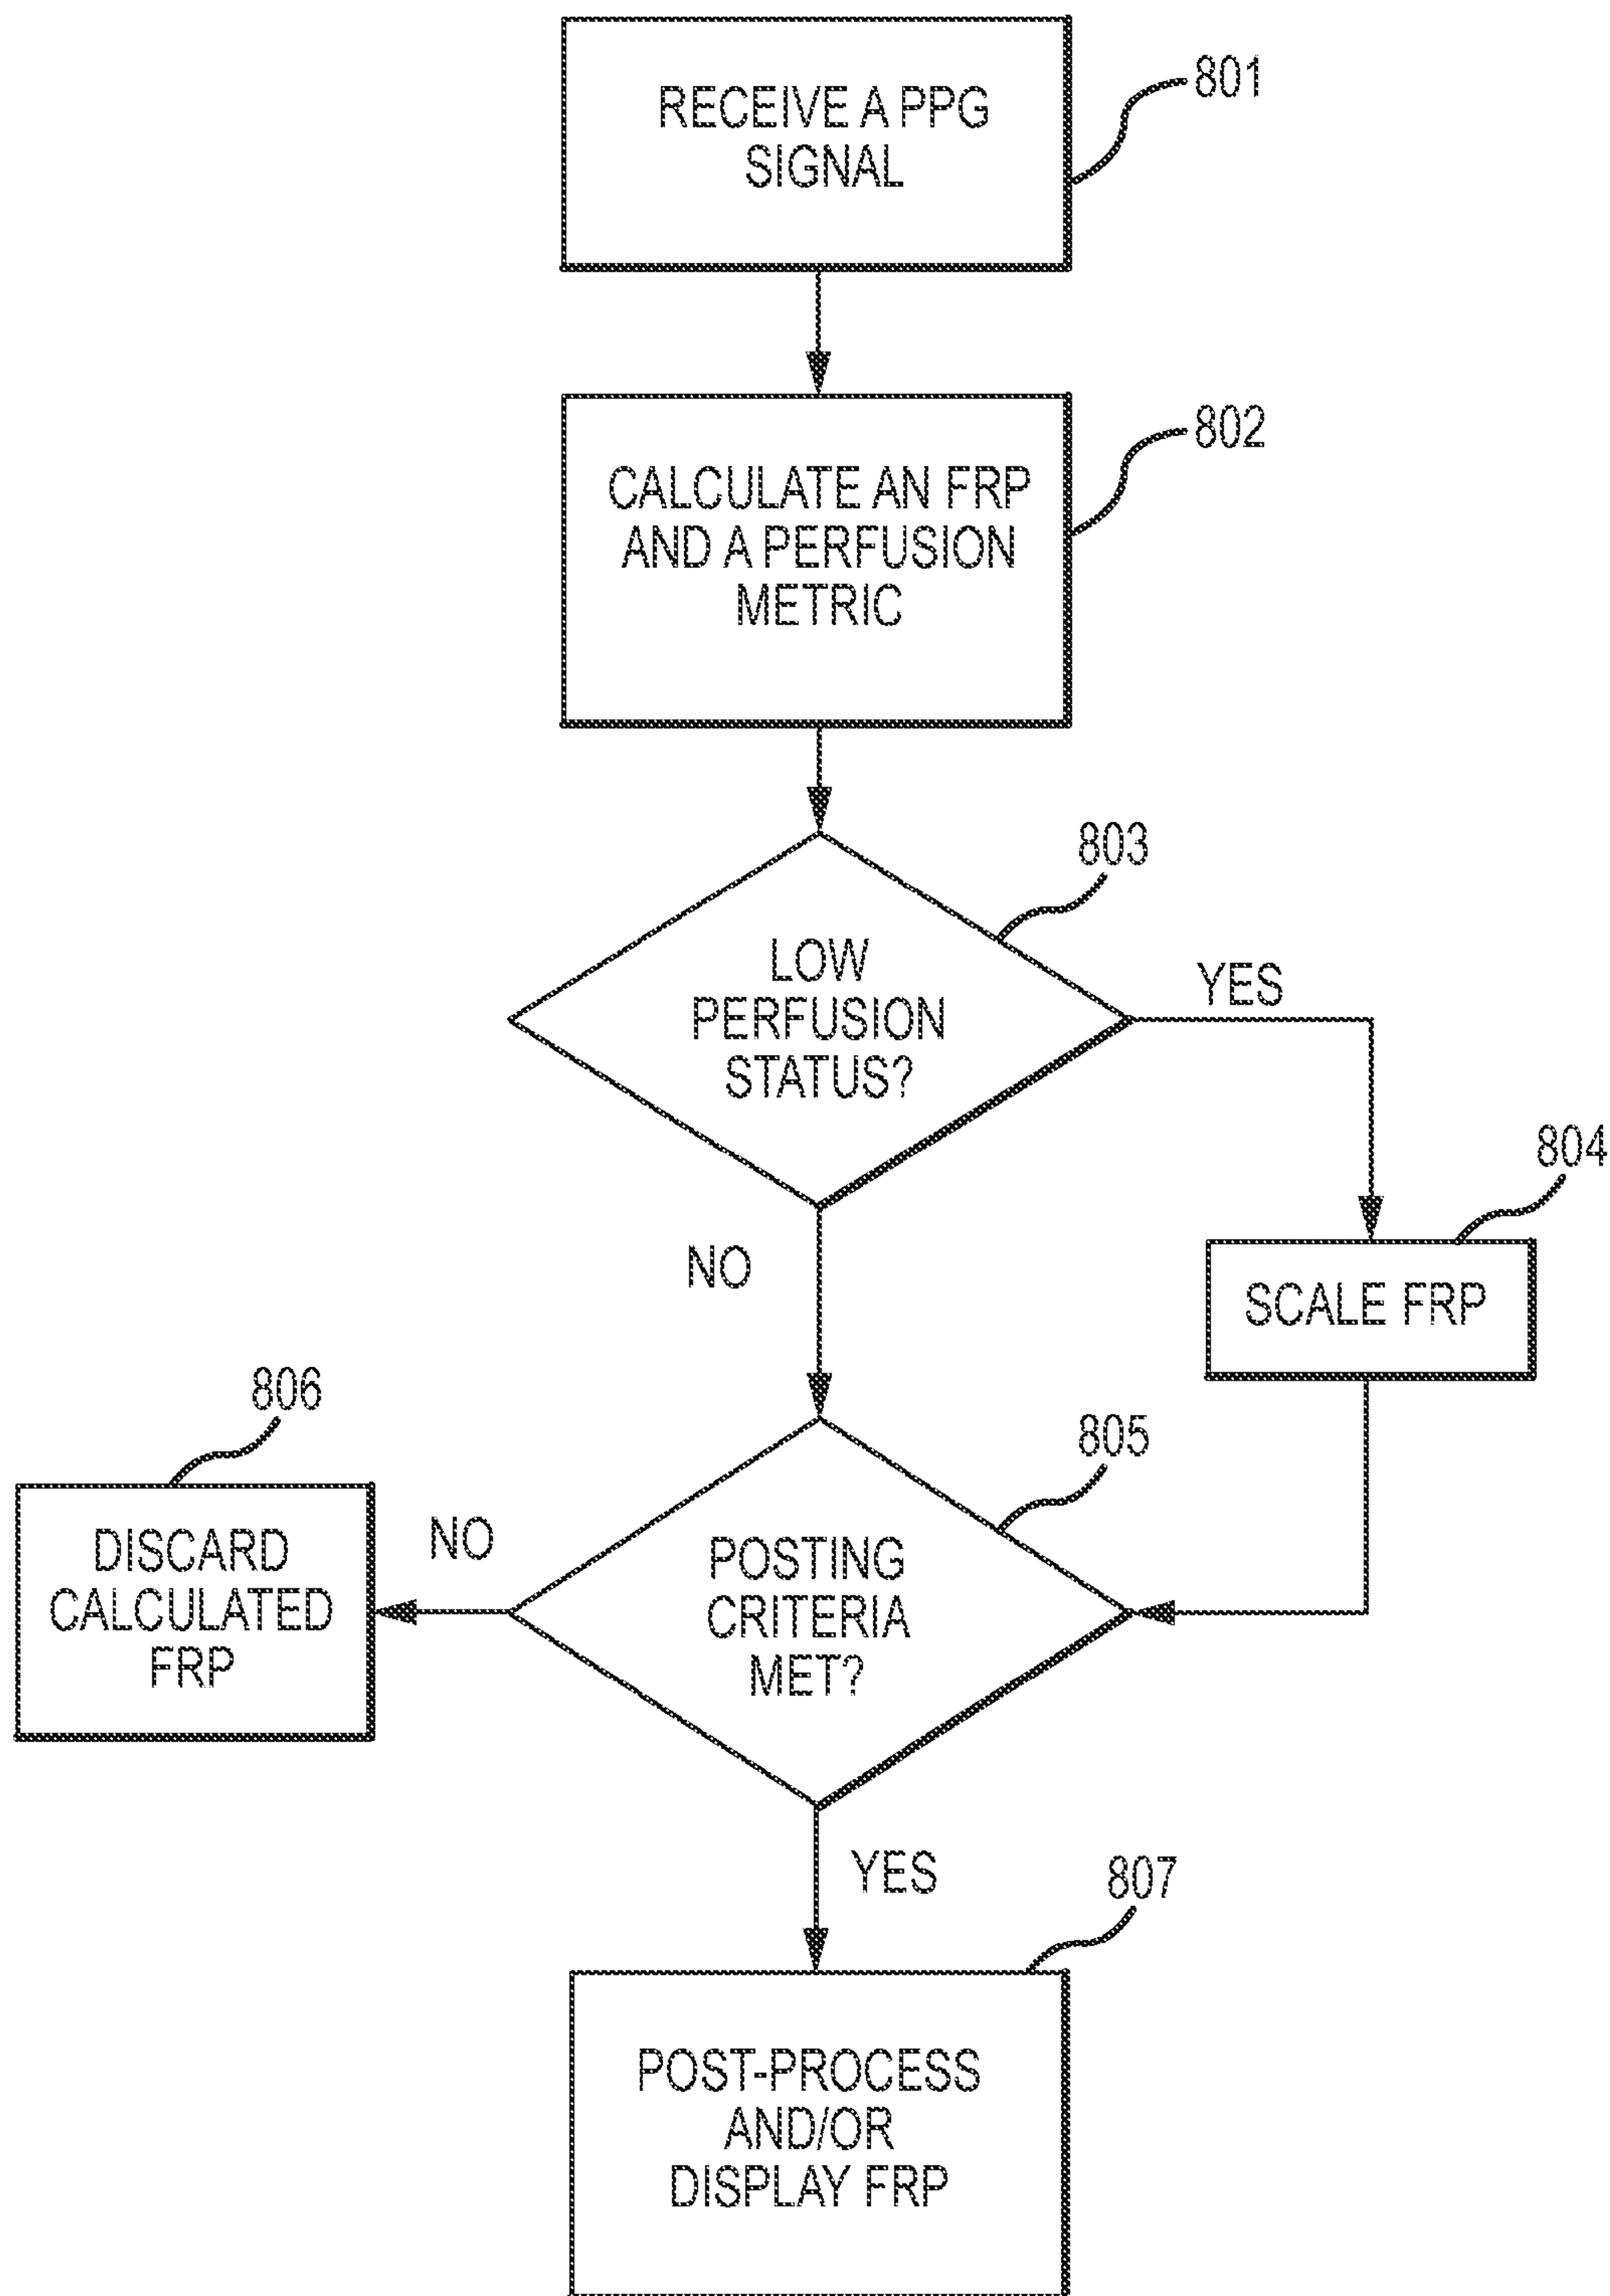 RECEIVE A PPG
SIGNAL
801
CALCULATE AN FRP
AND A PERFUSION
METRIC
802
LOW
PERFUSION
STATUS?
803
YES
NO
SCALE FRP
804
POSTING
CRITERIA
MET?
805
NO
DISCARD
CALCULATED
FRP
806
YES
POST-PROCESS
AND/OR
DISPLAY FRP
807